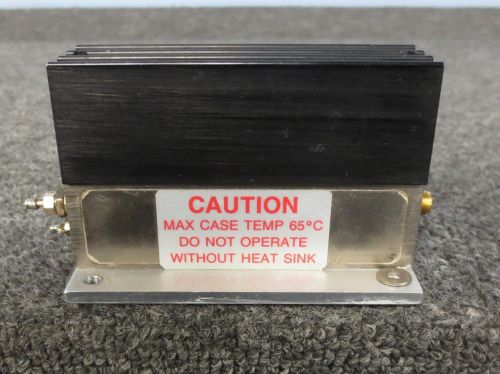 CAUTION
MAX CASE TEMP 65°C
DO NOT OPERATE
WITHOUT HEAT SINK